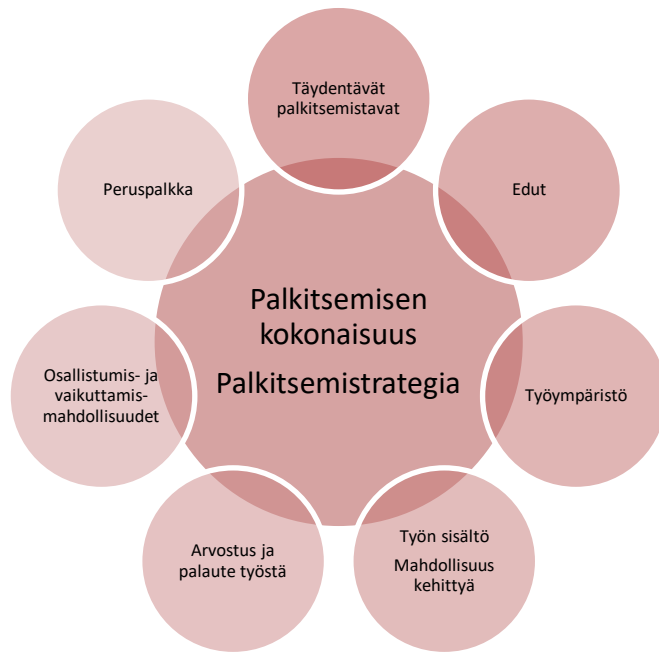 Täydentävät
palkitsemistavat
Edut
Työympäristö
Työn sisältö
Mahdollisuus
kehittyä
Arvostus ja
palaute työstä
Osallistumis- ja
vaikuttamis-
mahdollisuudet
Peruspalkka
Palkitsemisen
kokonaisuus
Palkitsemistrategia